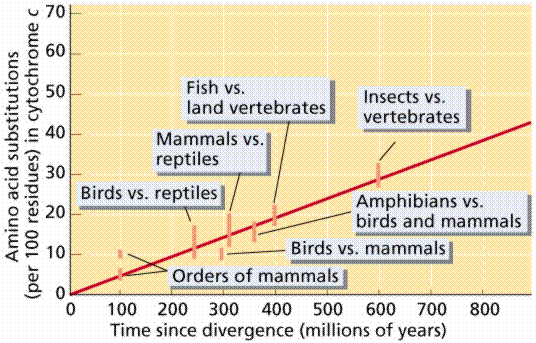 Amino acid substitutions
(per 100 residues) in cytochrome c
70
60
50
40
30
20
10
0
Fish vs.
land vertebrates
Insects vs.
vertebrates
Mammals vs.
reptiles
Birds vs. reptiles
Amphibians vs.
birds and mammals
Birds vs. mammals
Orders of mammals
0 100 200 300 400 500 600 700 800
Time since divergence (millions of years)